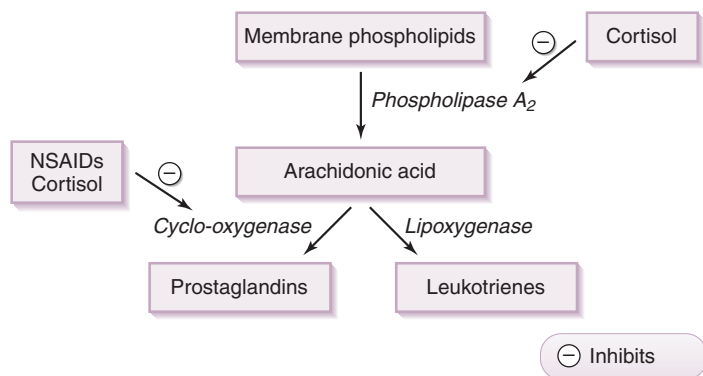 Membrane phospholipids
Cortisol
Phospholipase A2
NSAIDs
Cortisol
Arachidonic acid
Cyclo-oxygenase
Lipoxygenase
Prostaglandins
Leukotrienes
Inhibits